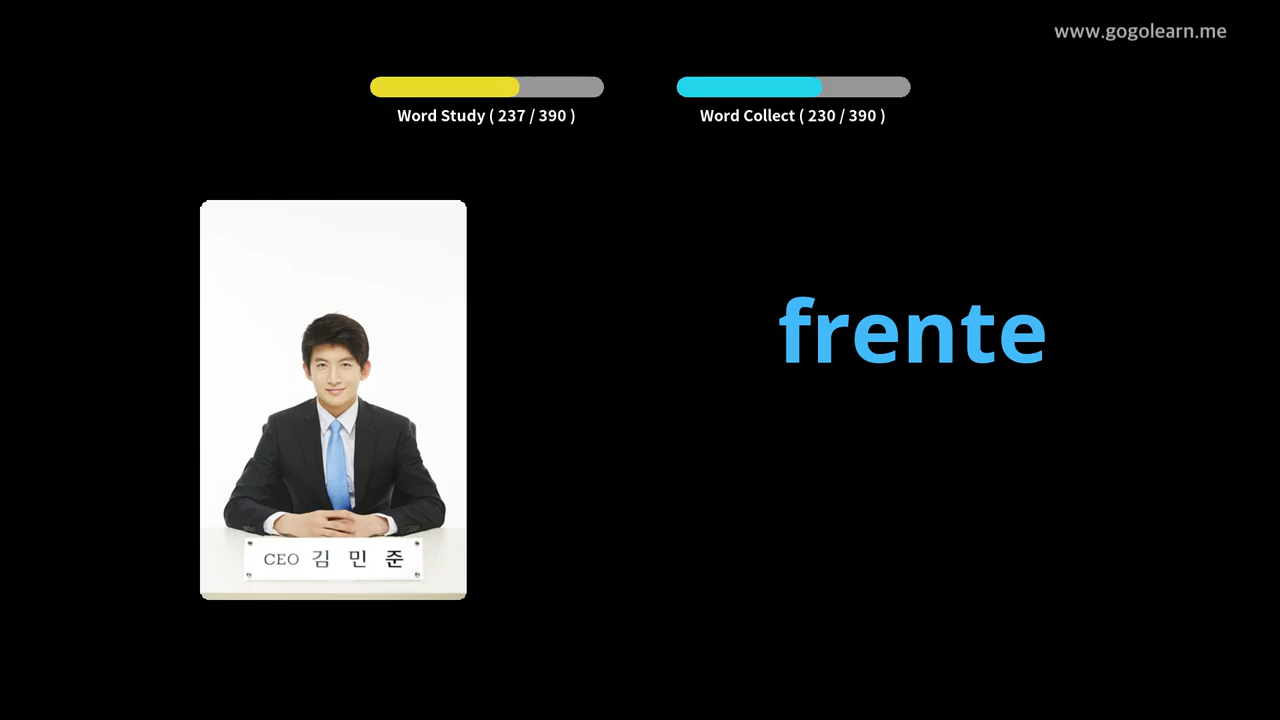 www.gogolearn.me
Word Study ( 237 / 390 )
Word Collect ( 230 / 390 )
frente
CEO 김 민 준